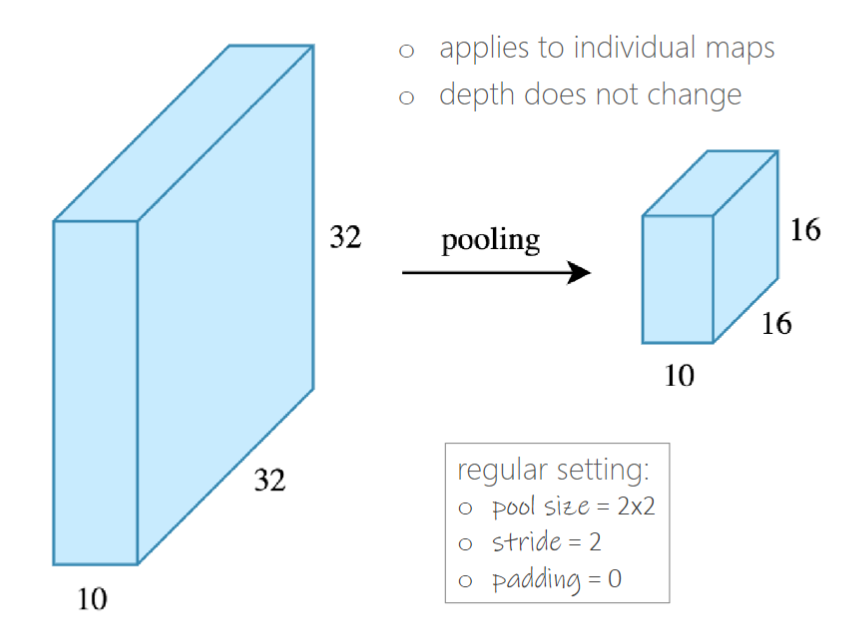 ○ applies to individual maps
○ depth does not change
32
pooling
16
16
10
32
10
regular setting:
○ pool size = 2x2
○ stride = 2
○ padding = 0